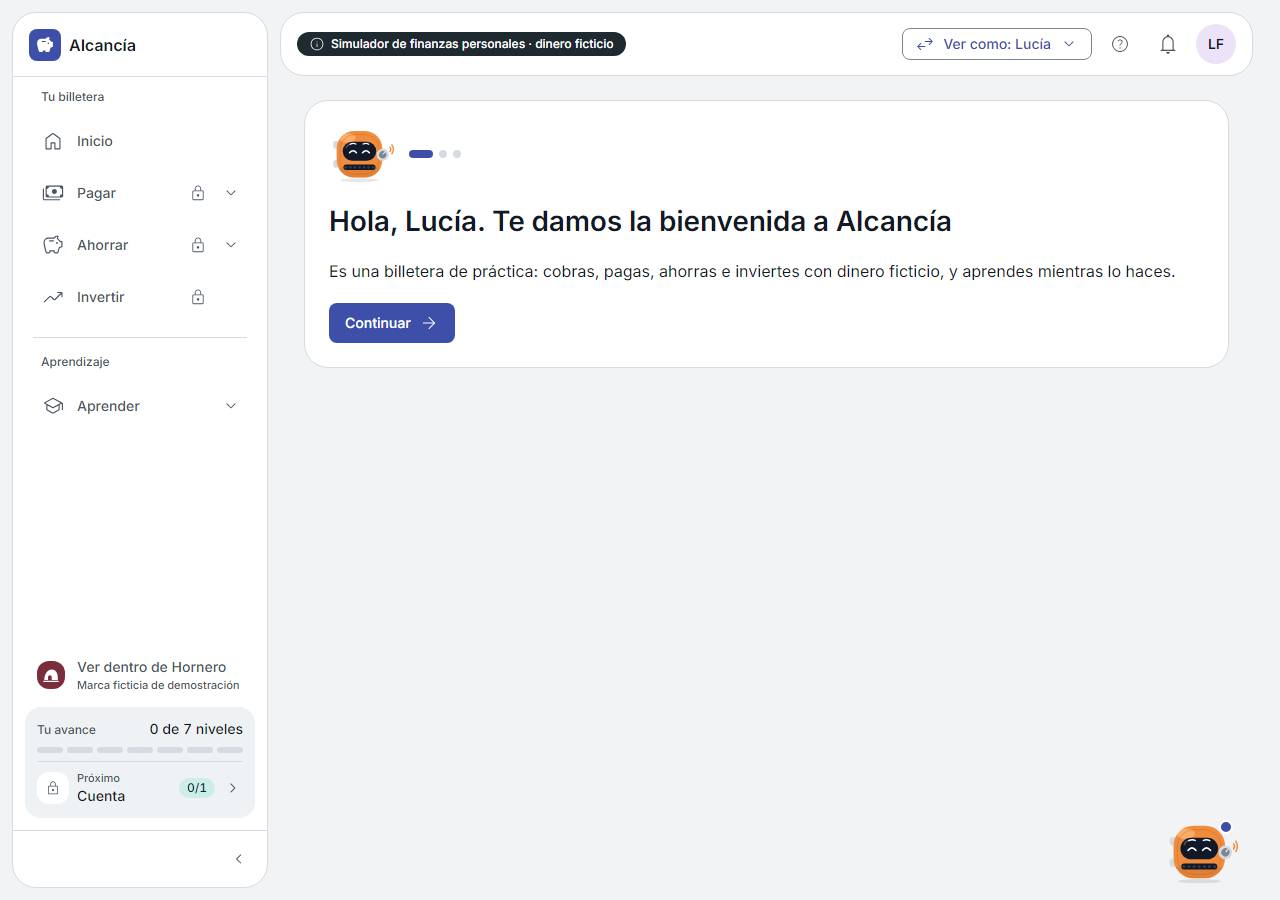 Alcancía
Simulador de finanzas personales · dinero ficticio
Ver como: Lucía
LF
Tu billetera
Inicio
Pagar
Ahorrar
Invertir
Aprendizaje
Aprender
Hola, Lucía. Te damos la bienvenida a Alcancía
Es una billetera de práctica: cobras, pagas, ahorras e inviertes con dinero ficticio, y aprendes mientras lo haces.
Continuar
Ver dentro de Hornero
Marca ficticia de demostración
Tu avance 0 de 7 niveles
Próximo
Cuenta 0/1